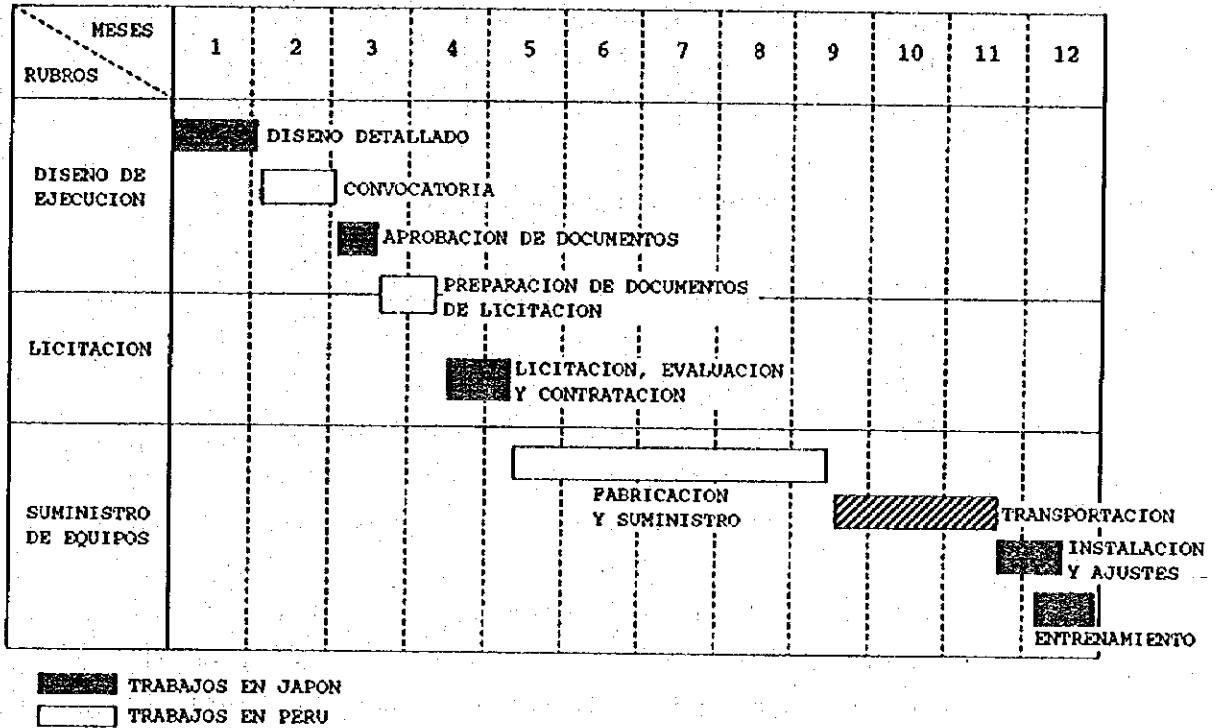 MESES
RUBROS
1 2 3 4 5 6 7 8 9 10 11 12
DISENO DE
EJECUCION
DISENO DETALLADO
CONVOCATORIA
APROBACION DE DOCUMENTOS
PREPARACION DE DOCUMENTOS
DE LICITACION
LICITACION
LICITACION, EVALUACION
Y CONTRATACION
SUMINISTRO
DE EQUIPOS
FABRICACION
Y SUMINISTRO
TRANSPORTACION
INSTALACION
Y AJUSTES
ENTRENAMIENTO
TRABAJOS EN JAPON
TRABAJOS EN PERU